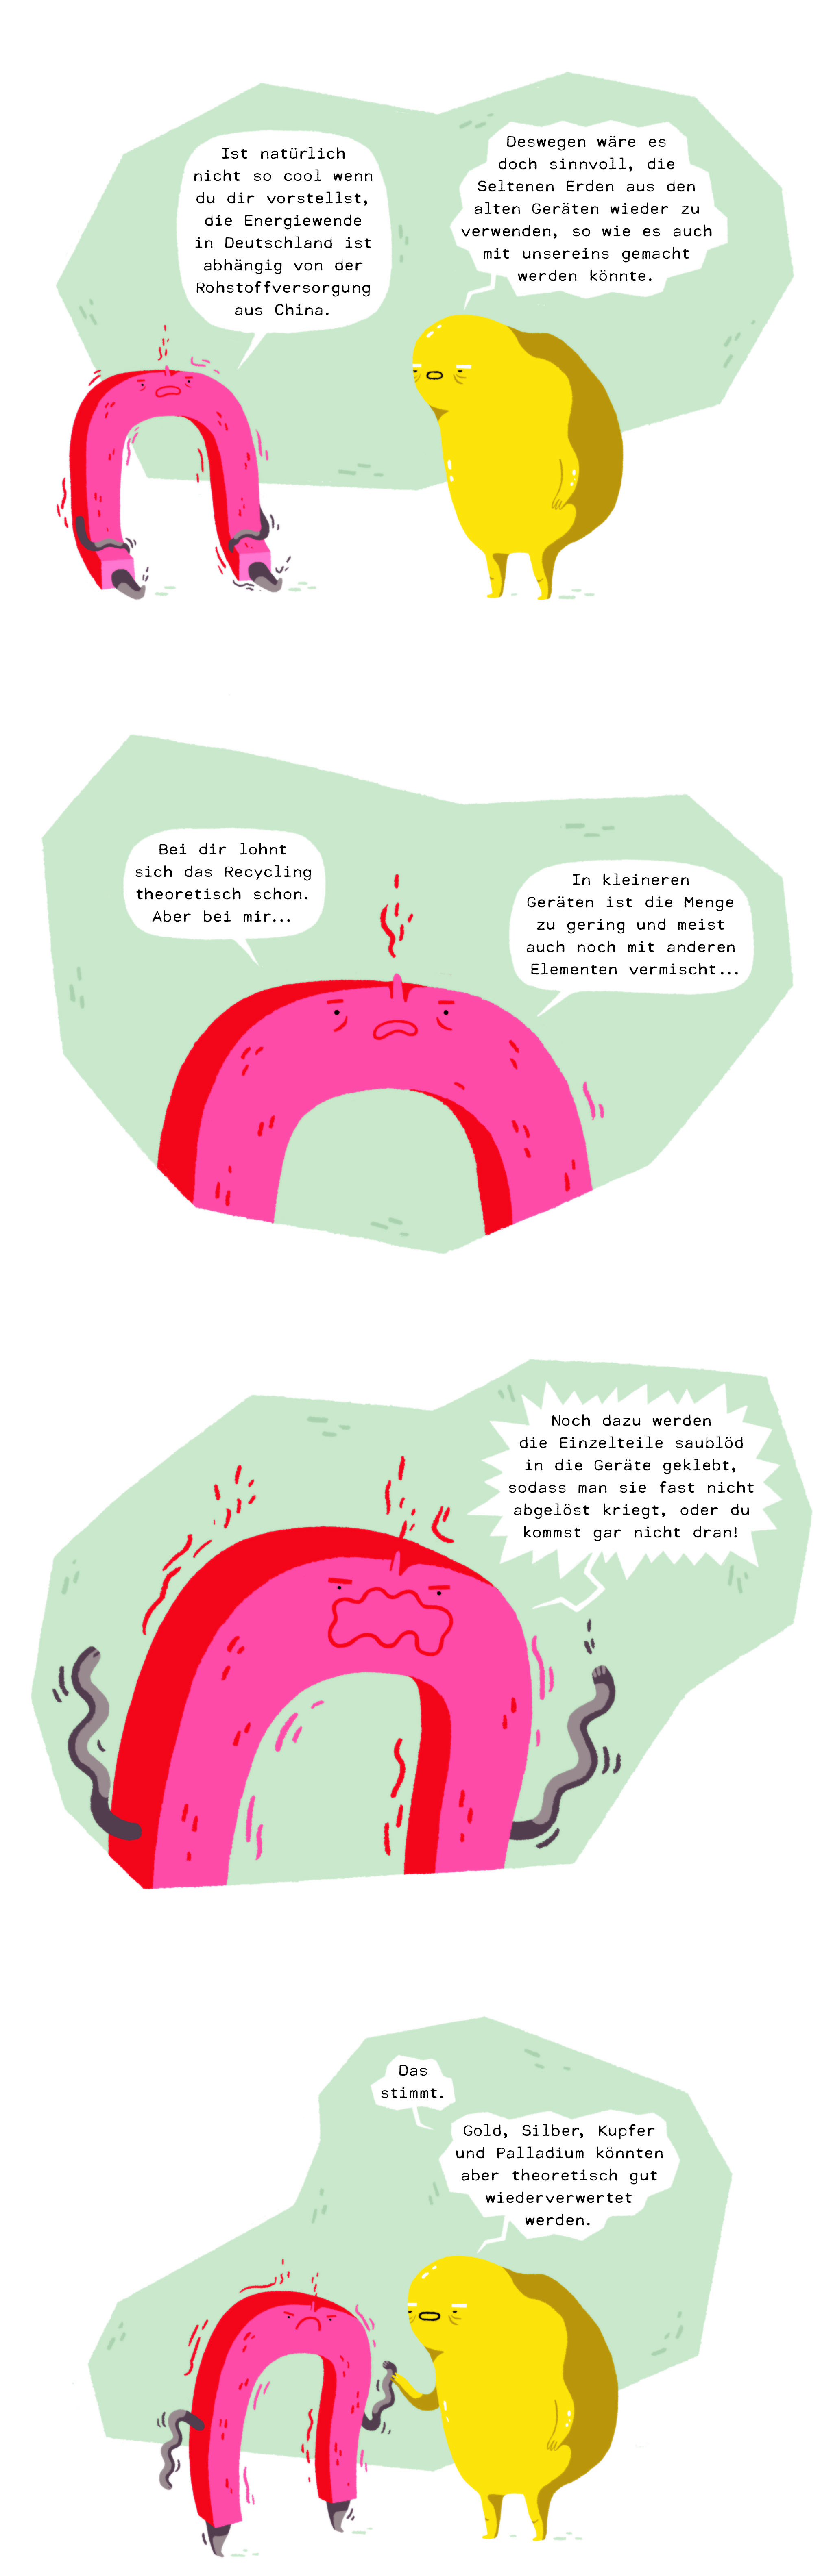 Ist natürlich
nicht so cool wenn
du dir vorstellst,
die Energiewende
in Deutschland ist
abhängig von der
Rohstoffversorgung
aus China.
Deswegen wäre es
doch sinnvoll, die
Seltenen Erden aus den
alten Geräten wieder zu
verwenden, so wie es auch
mit unsereins gemacht
werden könnte.
Bei dir lohnt
sich das Recycling
theoretisch schon.
Aber bei mir...
In kleineren
Geräten ist die Menge
zu gering und meist
auch noch mit anderen
Elementen vermischt...
Noch dazu werden
die Einzelteile saublöd
in die Geräte geklebt,
sodass man sie fast nicht
abgelöst kriegt, oder du
kommst gar nicht dran!
Das
stimmt.
Gold, Silber, Kupfer
und Palladium könnten
aber theoretisch gut
wiederverwertet
werden.